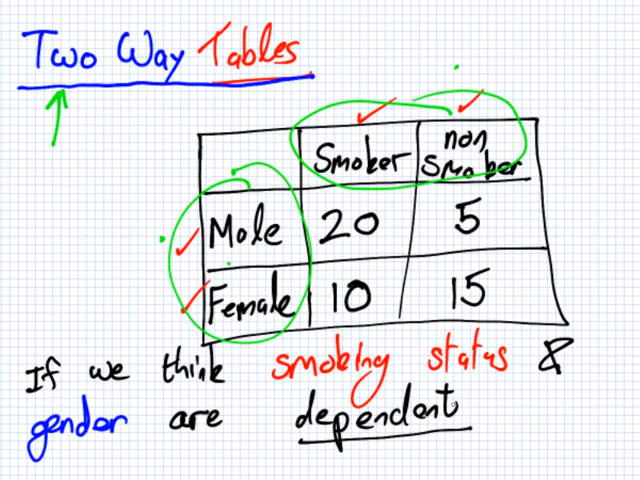 Two Way Tables
Smoker non Smoker
Male 20 5
Female 10 15
If we think smoking status &
gender are dependent